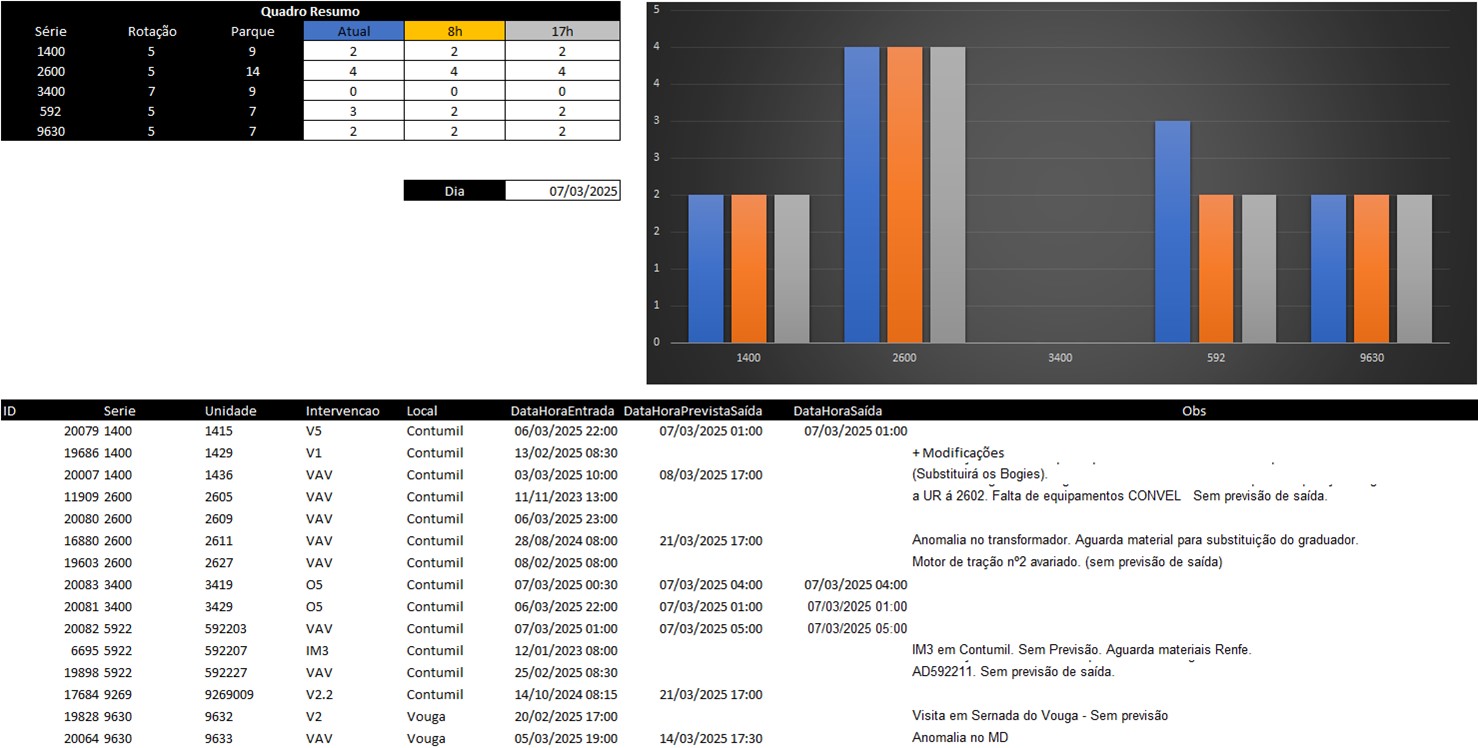 Quadro Resumo
Série Rotação Parque Atual 8h 17h
1400 5 9 2 2 2
2600 5 14 4 4 4
3400 7 9 0 0 0
592 5 7 3 2 2
9630 5 7 2 2 2
Dia 07/03/2025
5
4
4
3
3
2
2
1
1
0
1400 2600 3400 592 9630
ID Serie Unidade Intervencao Local DataHoraEntrada DataHoraPrevistaSaída DataHoraSaída Obs
20079 1400 1415 V5 Contumil 06/03/2025 22:00 07/03/2025 01:00 07/03/2025 01:00
19686 1400 1429 V1 Contumil 13/02/2025 08:30 + Modificações
20007 1400 1436 VAV Contumil 03/03/2025 10:00 08/03/2025 17:00 (Substituirá os Bogies).
11909 2600 2605 VAV Contumil 11/11/2023 13:00 a UR á 2602. Falta de equipamentos CONVEL Sem previsão de saída.
20080 2600 2609 VAV Contumil 06/03/2025 23:00
16880 2600 2611 VAV Contumil 28/08/2024 08:00 21/03/2025 17:00 Anomalia no transformador. Aguarda material para substituição do graduador.
19603 2600 2627 VAV Contumil 08/02/2025 08:00 Motor de tração nº2 avariado. (sem previsão de saída)
20083 3400 3419 O5 Contumil 07/03/2025 00:30 07/03/2025 04:00 07/03/2025 04:00
20081 3400 3429 O5 Contumil 06/03/2025 22:00 07/03/2025 01:00 07/03/2025 01:00
20082 5922 592203 VAV Contumil 07/03/2025 01:00 07/03/2025 05:00 07/03/2025 05:00
6695 5922 592207 IM3 Contumil 12/01/2023 08:00 IM3 em Contumil. Sem Previsão. Aguarda materiais Renfe.
19898 5922 592227 VAV Contumil 25/02/2025 08:30 AD592211. Sem previsão de saída.
17684 9269 9269009 V2.2 Contumil 14/10/2024 08:15 21/03/2025 17:00
19828 9630 9632 V2 Vouga 20/02/2025 17:00 Visita em Sernada do Vouga - Sem previsão
20064 9630 9633 VAV Vouga 05/03/2025 19:00 14/03/2025 17:30 Anomalia no MD